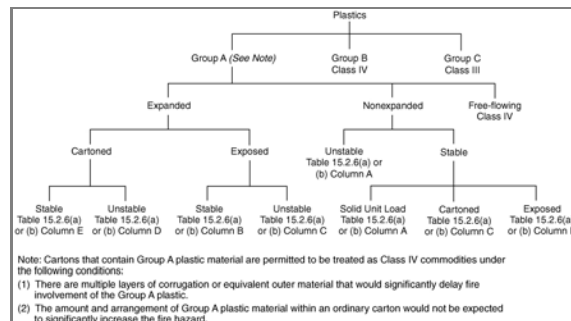 Plastics
Group A (See Note)
Group B
Class IV
Group C
Class III
Expanded
Nonexpanded
Free-flowing
Class IV
Cartoned
Exposed
Unstable
Table 15.2.6(a) or
(b) Column A
Stable
Stable
Table 15.2.6(a)
or (b) Column E
Unstable
Table 15.2.6(a)
or (b) Column D
Stable
Table 15.2.6(a)
or (b) Column B
Unstable
Table 15.2.6(a)
or (b) Column C
Solid Unit Load
Table 15.2.6(a)
or (b) Column A
Cartoned
Table 15.2.6(a)
or (b) Column C
Exposed
Table 15.2.6(a)
or (b) Column
Note: Cartons that contain Group A plastic material are permitted to be treated as Class IV commodities under
the following conditions:
(1) There are multiple layers of corrugation or equivalent outer material that would significantly delay fire
involvement of the Group A plastic.
(2) The amount and arrangement of Group A plastic material within an ordinary carton would not be expected
to significantly increase the fire hazard.